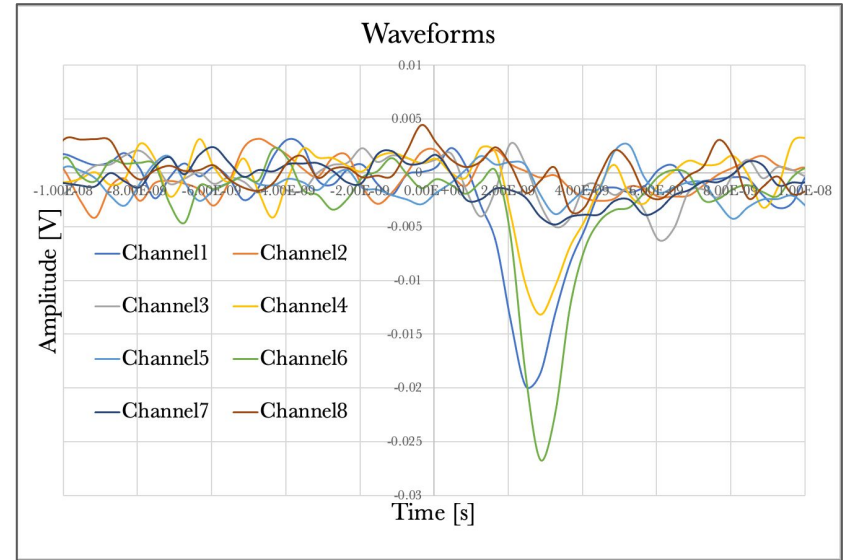 Waveforms
0.01
0.005
0
-1.00E-08 -8.00E-09 -6.00E-09 -4.00E-09 -2.00E-09 0.00E+00 2.00E-09 4.00E-09 6.00E-09 8.00E-09 1.00E-08
-0.005
-0.01
-0.015
-0.02
-0.025
-0.03
Amplitude [V]
Channel1 Channel2
Channel3 Channel4
Channel5 Channel6
Channel7 Channel8
Time [s]